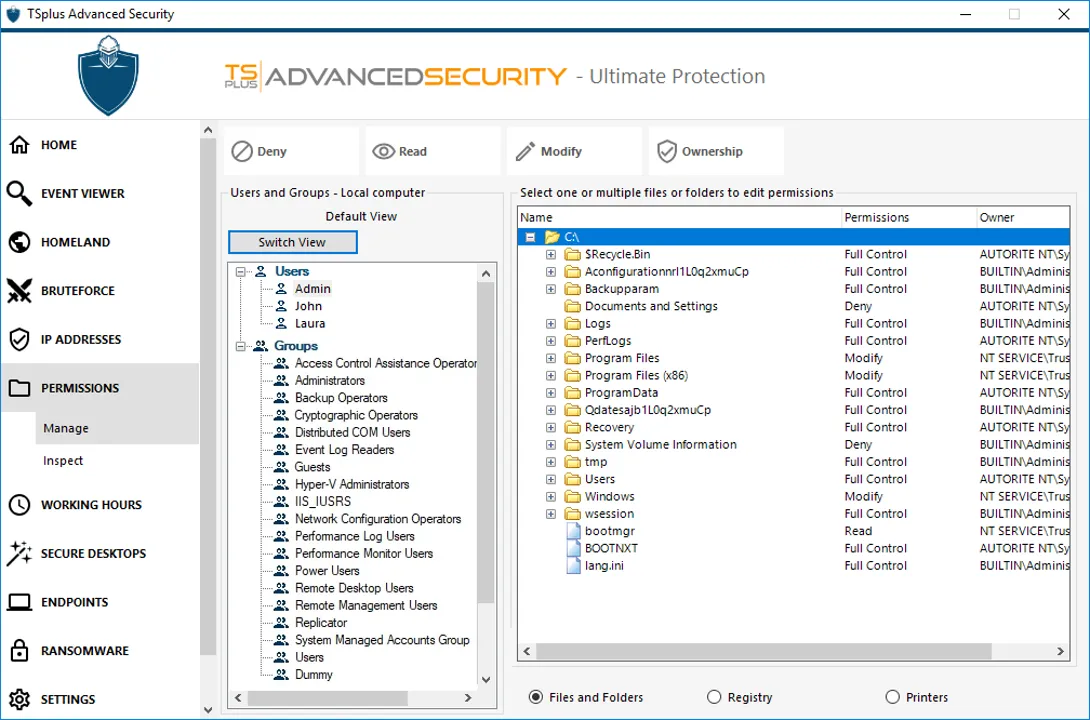 TSplus Advanced Security
TS PLUS ADVANCEDSECURITY - Ultimate Protection
HOME
EVENT VIEWER
HOMELAND
BRUTEFORCE
IP ADDRESSES
PERMISSIONS
Manage
Inspect
WORKING HOURS
SECURE DESKTOPS
ENDPOINTS
RANSOMWARE
SETTINGS
Deny Read Modify Ownership
Users and Groups - Local computer
Default View
Switch View
Users
Admin
John
Laura
Groups
Access Control Assistance Operator
Administrators
Backup Operators
Cryptographic Operators
Distributed COM Users
Event Log Readers
Guests
Hyper-V Administrators
IIS_IUSRS
Network Configuration Operators
Performance Log Users
Performance Monitor Users
Power Users
Remote Desktop Users
Remote Management Users
Replicator
System Managed Accounts Group
Users
Dummy
Select one or multiple files or folders to edit permissions
Name Permissions Owner
C:\
$Recycle.Bin Full Control AUTORITE NT\Sy
Aconfigurationnrl1L0q2xmuCp Full Control BUILTIN\Adminis
Backupparam Full Control BUILTIN\Adminis
Documents and Settings Deny AUTORITE NT\Sy
Logs Full Control BUILTIN\Adminis
PerfLogs Full Control AUTORITE NT\Sy
Program Files Modify NT SERVICE\Trus
Program Files (x86) Modify NT SERVICE\Trus
ProgramData Full Control AUTORITE NT\Sy
Qdatesajb1L0q2xmuCp Full Control BUILTIN\Adminis
Recovery Full Control AUTORITE NT\Sy
System Volume Information Deny BUILTIN\Adminis
tmp Full Control BUILTIN\Adminis
Users Full Control AUTORITE NT\Sy
Windows Modify NT SERVICE\Trus
wsession Full Control BUILTIN\Adminis
bootmgr Read NT SERVICE\Trus
BOOTNXT Full Control AUTORITE NT\Sy
lang.ini Full Control BUILTIN\Adminis
Files and Folders Registry Printers